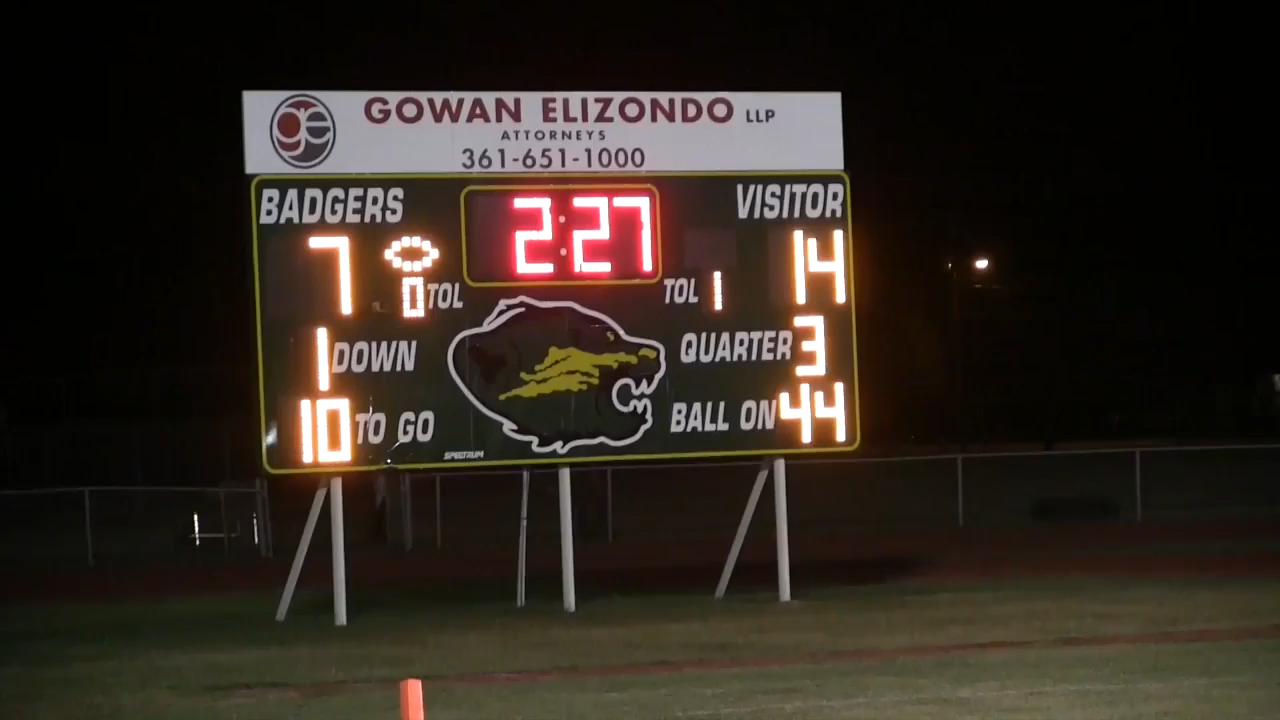 ge GOWAN ELIZONDO LLP
ATTORNEYS
361-651-1000
BADGERS 2:27 VISITOR
7 14
0 TOL TOL 1
1 DOWN QUARTER 3
10 TO GO BALL ON 44
SPECTRUM